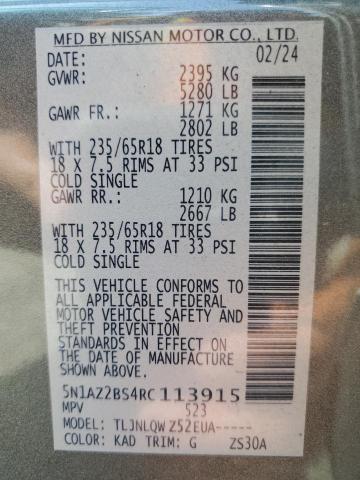 MFD BY NISSAN MOTOR CO., LTD.
DATE: 02/24
GVWR: 2395 KG
5280 LB
GAWR FR.: 1271 KG
2802 LB
WITH 235/65R18 TIRES
18 X 7.5 RIMS AT 33 PSI
COLD SINGLE
GAWR RR.: 1210 KG
2667 LB
WITH 235/65R18 TIRES
18 X 7.5 RIMS AT 33 PSI
COLD SINGLE
THIS VEHICLE CONFORMS TO
ALL APPLICABLE FEDERAL
MOTOR VEHICLE SAFETY AND
THEFT PREVENTION
STANDARDS IN EFFECT ON
THE DATE OF MANUFACTURE
SHOWN ABOVE.
5N1AZ2BS4RC113915
MPV 523
MODEL: TLJNLQW Z52EUA-----
COLOR: KAD TRIM: G ZS30A